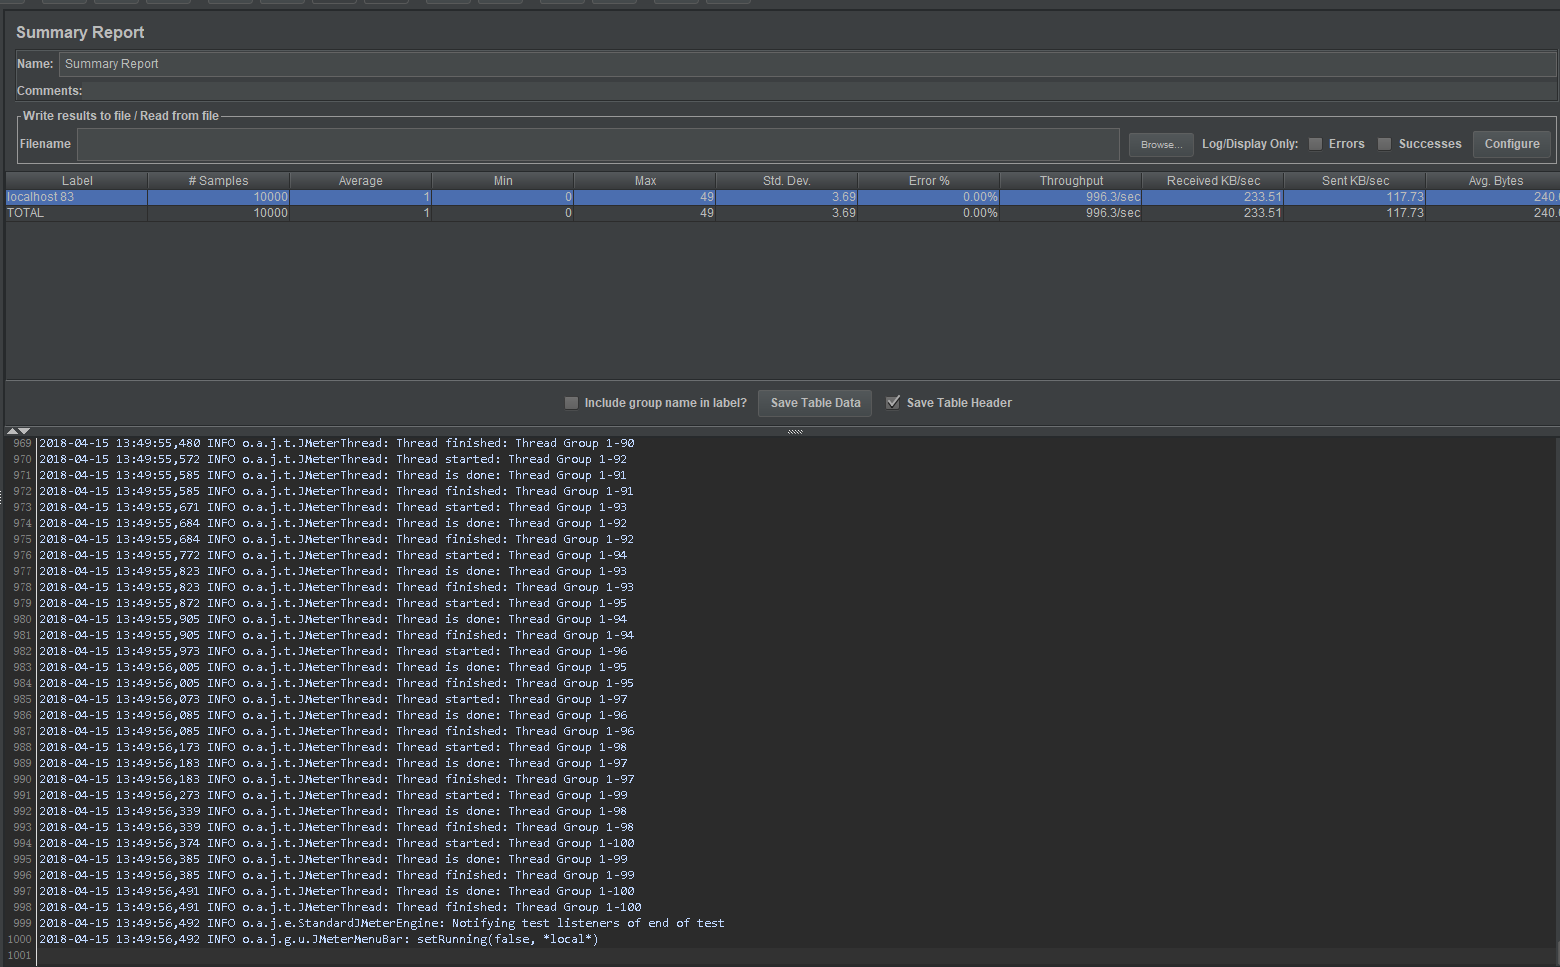 Summary Report
Name: Summary Report
Comments:
Write results to file / Read from file
Filename Browse... Log/Display Only: Errors Successes Configure
Label # Samples Average Min Max Std. Dev. Error % Throughput Received KB/sec Sent KB/sec Avg. Bytes
localhost 83 10000 1 0 49 3.69 0.00% 996.3/sec 233.51 117.73 240.
TOTAL 10000 1 0 49 3.69 0.00% 996.3/sec 233.51 117.73 240.
Include group name in label? Save Table Data Save Table Header
969 2018-04-15 13:49:55,480 INFO o.a.j.t.JMeterThread: Thread finished: Thread Group 1-90
970 2018-04-15 13:49:55,572 INFO o.a.j.t.JMeterThread: Thread started: Thread Group 1-92
971 2018-04-15 13:49:55,585 INFO o.a.j.t.JMeterThread: Thread is done: Thread Group 1-91
972 2018-04-15 13:49:55,585 INFO o.a.j.t.JMeterThread: Thread finished: Thread Group 1-91
973 2018-04-15 13:49:55,671 INFO o.a.j.t.JMeterThread: Thread started: Thread Group 1-93
974 2018-04-15 13:49:55,684 INFO o.a.j.t.JMeterThread: Thread is done: Thread Group 1-92
975 2018-04-15 13:49:55,684 INFO o.a.j.t.JMeterThread: Thread finished: Thread Group 1-92
976 2018-04-15 13:49:55,772 INFO o.a.j.t.JMeterThread: Thread started: Thread Group 1-94
977 2018-04-15 13:49:55,823 INFO o.a.j.t.JMeterThread: Thread is done: Thread Group 1-93
978 2018-04-15 13:49:55,823 INFO o.a.j.t.JMeterThread: Thread finished: Thread Group 1-93
979 2018-04-15 13:49:55,872 INFO o.a.j.t.JMeterThread: Thread started: Thread Group 1-95
980 2018-04-15 13:49:55,905 INFO o.a.j.t.JMeterThread: Thread is done: Thread Group 1-94
981 2018-04-15 13:49:55,905 INFO o.a.j.t.JMeterThread: Thread finished: Thread Group 1-94
982 2018-04-15 13:49:55,973 INFO o.a.j.t.JMeterThread: Thread started: Thread Group 1-96
983 2018-04-15 13:49:56,005 INFO o.a.j.t.JMeterThread: Thread is done: Thread Group 1-95
984 2018-04-15 13:49:56,005 INFO o.a.j.t.JMeterThread: Thread finished: Thread Group 1-95
985 2018-04-15 13:49:56,073 INFO o.a.j.t.JMeterThread: Thread started: Thread Group 1-97
986 2018-04-15 13:49:56,085 INFO o.a.j.t.JMeterThread: Thread is done: Thread Group 1-96
987 2018-04-15 13:49:56,085 INFO o.a.j.t.JMeterThread: Thread finished: Thread Group 1-96
988 2018-04-15 13:49:56,173 INFO o.a.j.t.JMeterThread: Thread started: Thread Group 1-98
989 2018-04-15 13:49:56,183 INFO o.a.j.t.JMeterThread: Thread is done: Thread Group 1-97
990 2018-04-15 13:49:56,183 INFO o.a.j.t.JMeterThread: Thread finished: Thread Group 1-97
991 2018-04-15 13:49:56,273 INFO o.a.j.t.JMeterThread: Thread started: Thread Group 1-99
992 2018-04-15 13:49:56,339 INFO o.a.j.t.JMeterThread: Thread is done: Thread Group 1-98
993 2018-04-15 13:49:56,339 INFO o.a.j.t.JMeterThread: Thread finished: Thread Group 1-98
994 2018-04-15 13:49:56,374 INFO o.a.j.t.JMeterThread: Thread started: Thread Group 1-100
995 2018-04-15 13:49:56,385 INFO o.a.j.t.JMeterThread: Thread is done: Thread Group 1-99
996 2018-04-15 13:49:56,385 INFO o.a.j.t.JMeterThread: Thread finished: Thread Group 1-99
997 2018-04-15 13:49:56,491 INFO o.a.j.t.JMeterThread: Thread is done: Thread Group 1-100
998 2018-04-15 13:49:56,491 INFO o.a.j.t.JMeterThread: Thread finished: Thread Group 1-100
999 2018-04-15 13:49:56,492 INFO o.a.j.e.StandardJMeterEngine: Notifying test listeners of end of test
1000 2018-04-15 13:49:56,492 INFO o.a.j.g.u.JMeterMenuBar: setRunning(false, *local*)
1001